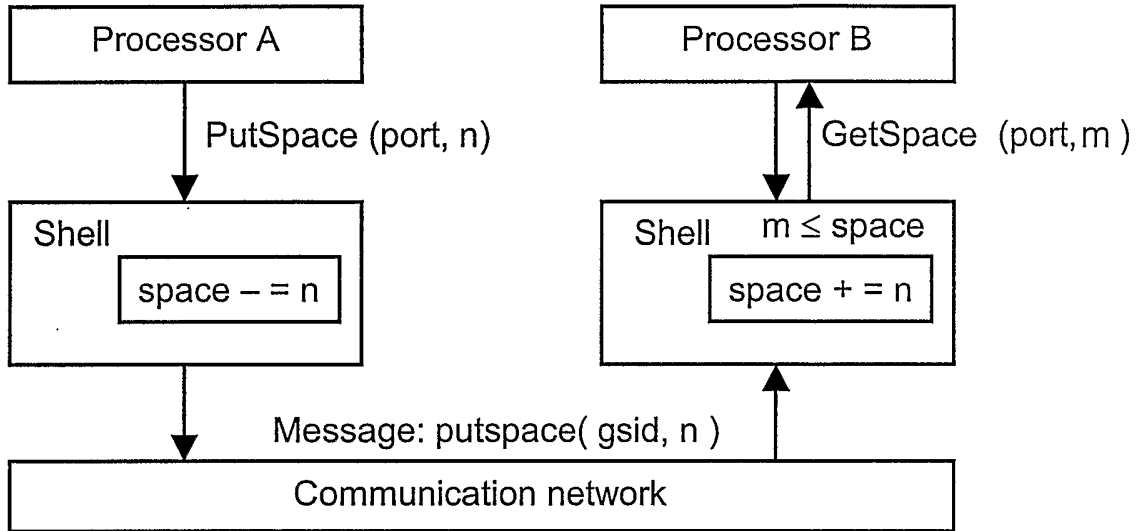 Processor A
Processor B
PutSpace (port, n)
GetSpace (port,m )
Shell
Shell m ≤ space
space – = n
space + = n
Message: putspace( gsid, n )
Communication network